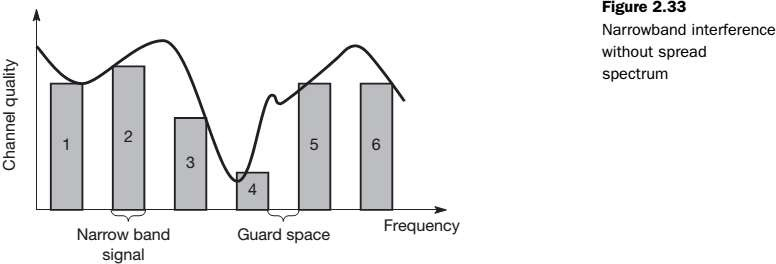 Figure 2.33
Narrowband interference
without spread
spectrum
Channel quality
1
2
3
4
5
6
Frequency
Narrow band
signal
Guard space